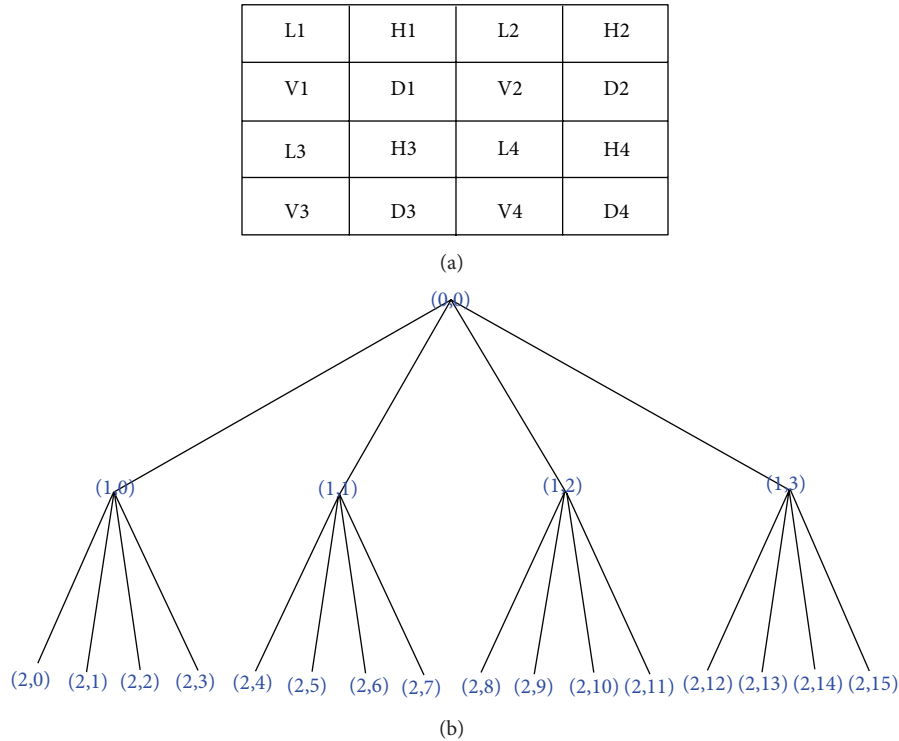 L1 H1 L2 H2
V1 D1 V2 D2
L3 H3 L4 H4
V3 D3 V4 D4
(a)
(0,0)
(1,0) (1,1) (1,2) (1,3)
(2,0) (2,1) (2,2) (2,3) (2,4) (2,5) (2,6) (2,7) (2,8) (2,9) (2,10) (2,11) (2,12) (2,13) (2,14) (2,15)
(b)